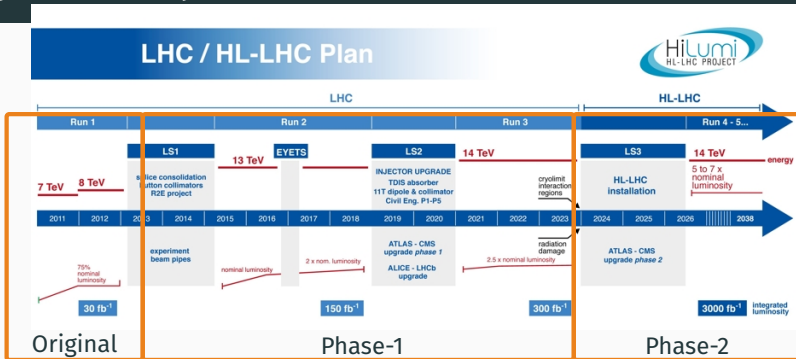 LHC / HL-LHC Plan
HiLumi
HL-LHC PROJECT
LHC
HL-LHC
Run 1
Run 2
Run 3
Run 4 - 5...
LS1
EYETS
LS2
14 TeV
LS3
14 TeV
energy
13 TeV
7 TeV
8 TeV
splice consolidation
button collimators
R2E project
INJECTOR UPGRADE
TDIS absorber
11T dipole & collimator
Civil Eng. P1-P5
cryolimit
interaction
regions
HL-LHC
installation
5 to 7 x
nominal
luminosity
2011 2012 2013 2014 2015 2016 2017 2018 2019 2020 2021 2022 2023 2024 2025 2026 2038
75%
nominal
luminosity
experiment
beam pipes
nominal luminosity
2 x nom. luminosity
ATLAS - CMS
upgrade phase 1
ALICE - LHCb
upgrade
2.5 x nominal luminosity
radiation
damage
ATLAS - CMS
upgrade phase 2
30 fb⁻¹
150 fb⁻¹
300 fb⁻¹
3000 fb⁻¹
integrated
luminosity
Original
Phase-1
Phase-2